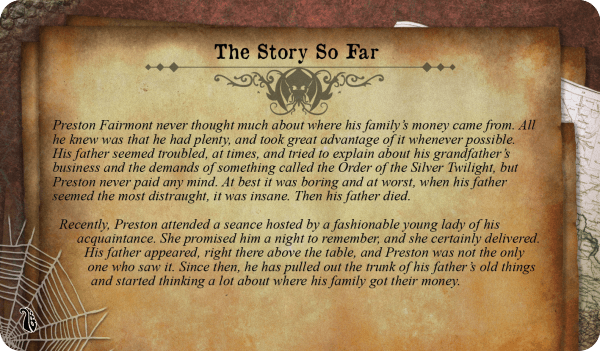 The Story So Far
Preston Fairmont never thought much about where his family's money came from. All
he knew was that he had plenty, and took great advantage of it whenever possible.
His father seemed troubled, at times, and tried to explain about his grandfather's
business and the demands of something called the Order of the Silver Twilight, but
Preston never paid any mind. At best it was boring and at worst, when his father
seemed the most distraught, it was insane. Then his father died.
Recently, Preston attended a seance hosted by a fashionable young lady of his
acquaintance. She promised him a night to remember, and she certainly delivered.
His father appeared, right there above the table, and Preston was not the only
one who saw it. Since then, he has pulled out the trunk of his father's old things
and started thinking a lot about where his family got their money.